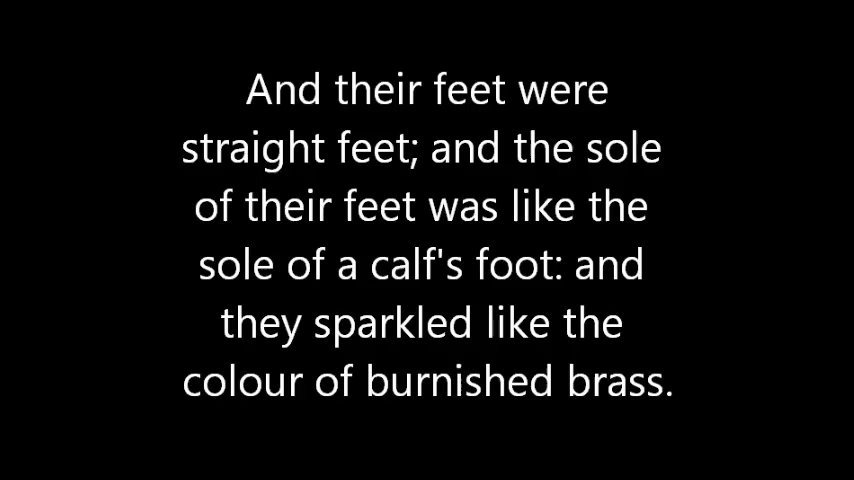 And their feet were
straight feet; and the sole
of their feet was like the
sole of a calf's foot: and
they sparkled like the
colour of burnished brass.